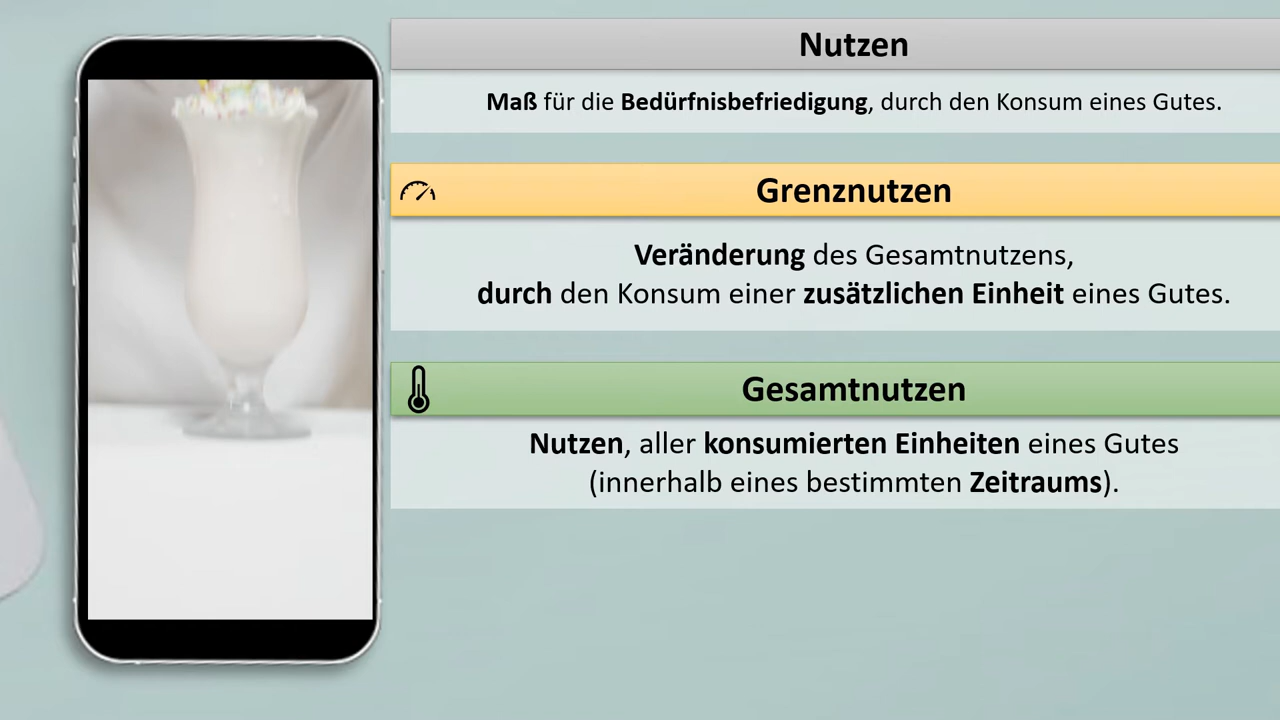 Nutzen
Maß für die Bedürfnisbefriedigung, durch den Konsum eines Gutes.
Grenznutzen
Veränderung des Gesamtnutzens,
durch den Konsum einer zusätzlichen Einheit eines Gutes.
Gesamtnutzen
Nutzen, aller konsumierten Einheiten eines Gutes
(innerhalb eines bestimmten Zeitraums).